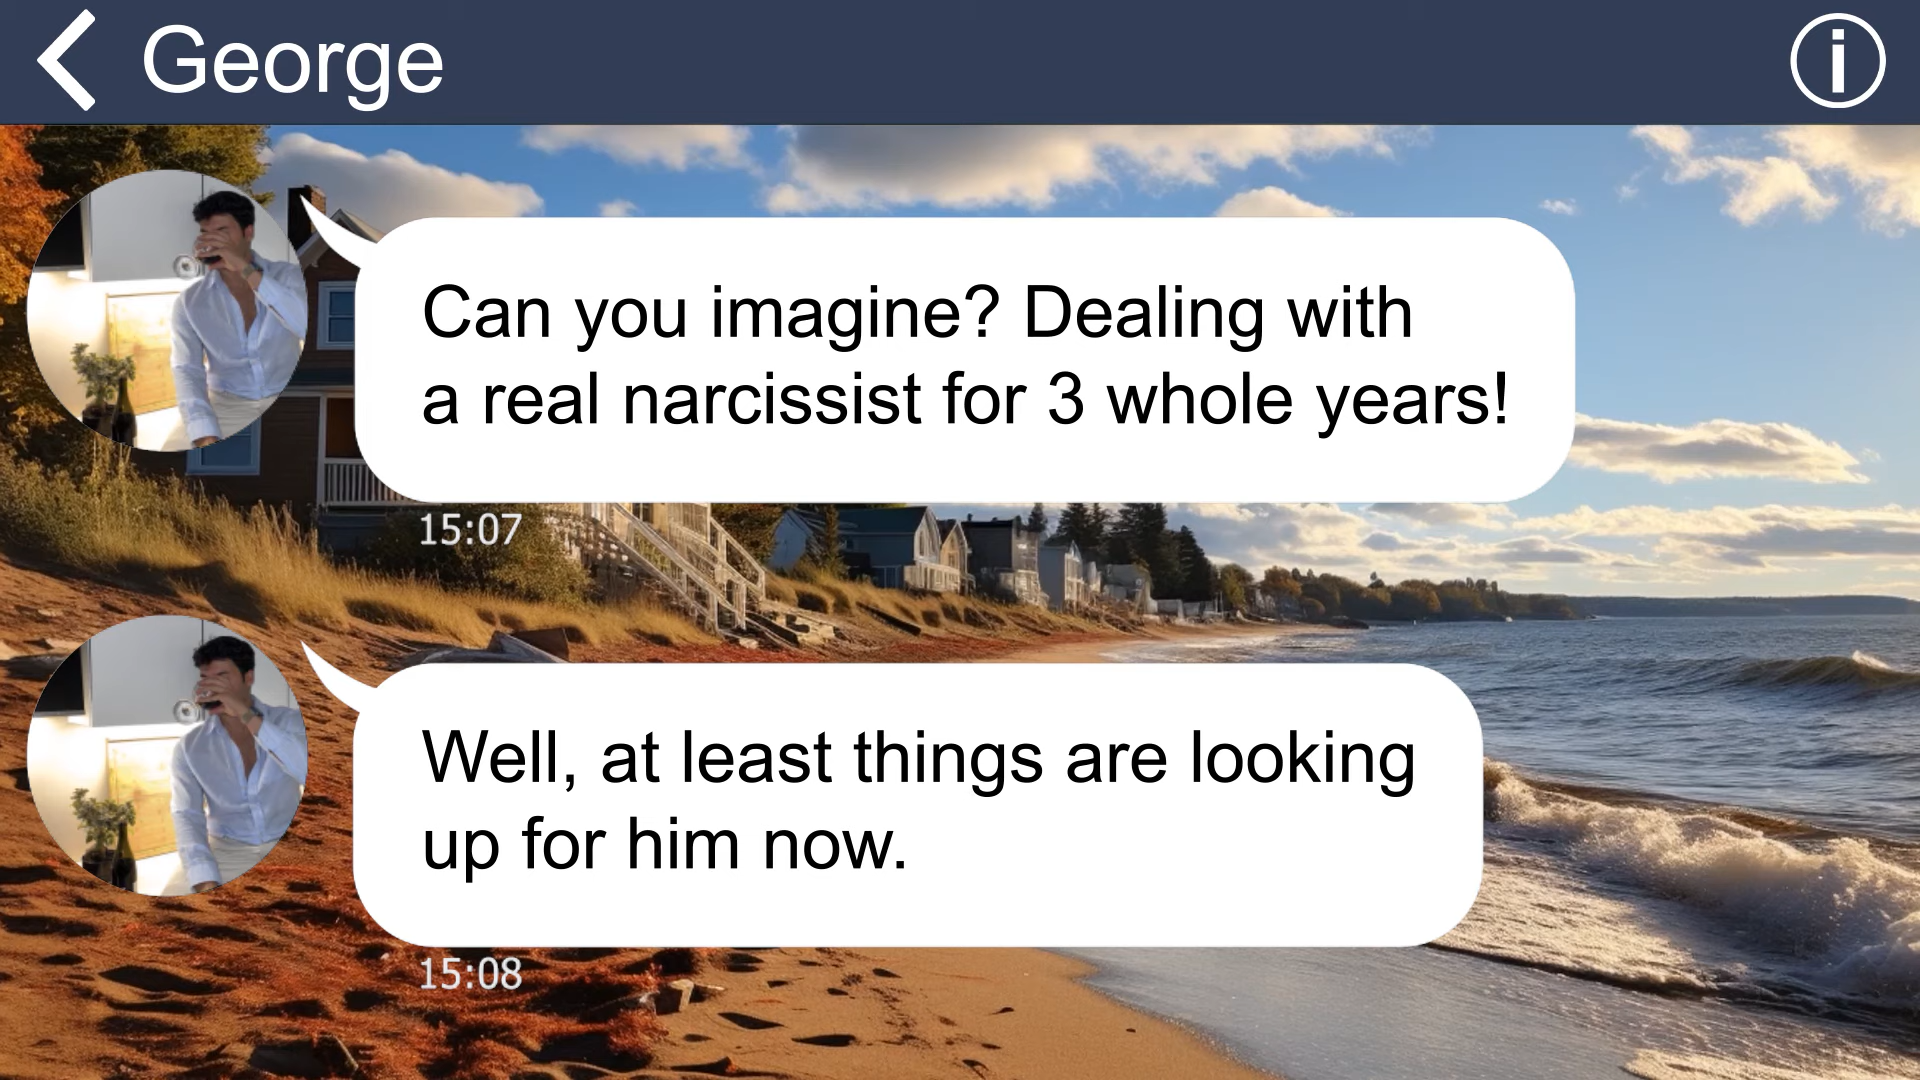 George
Can you imagine? Dealing with
a real narcissist for 3 whole years!
15:07
Well, at least things are looking
up for him now.
15:08